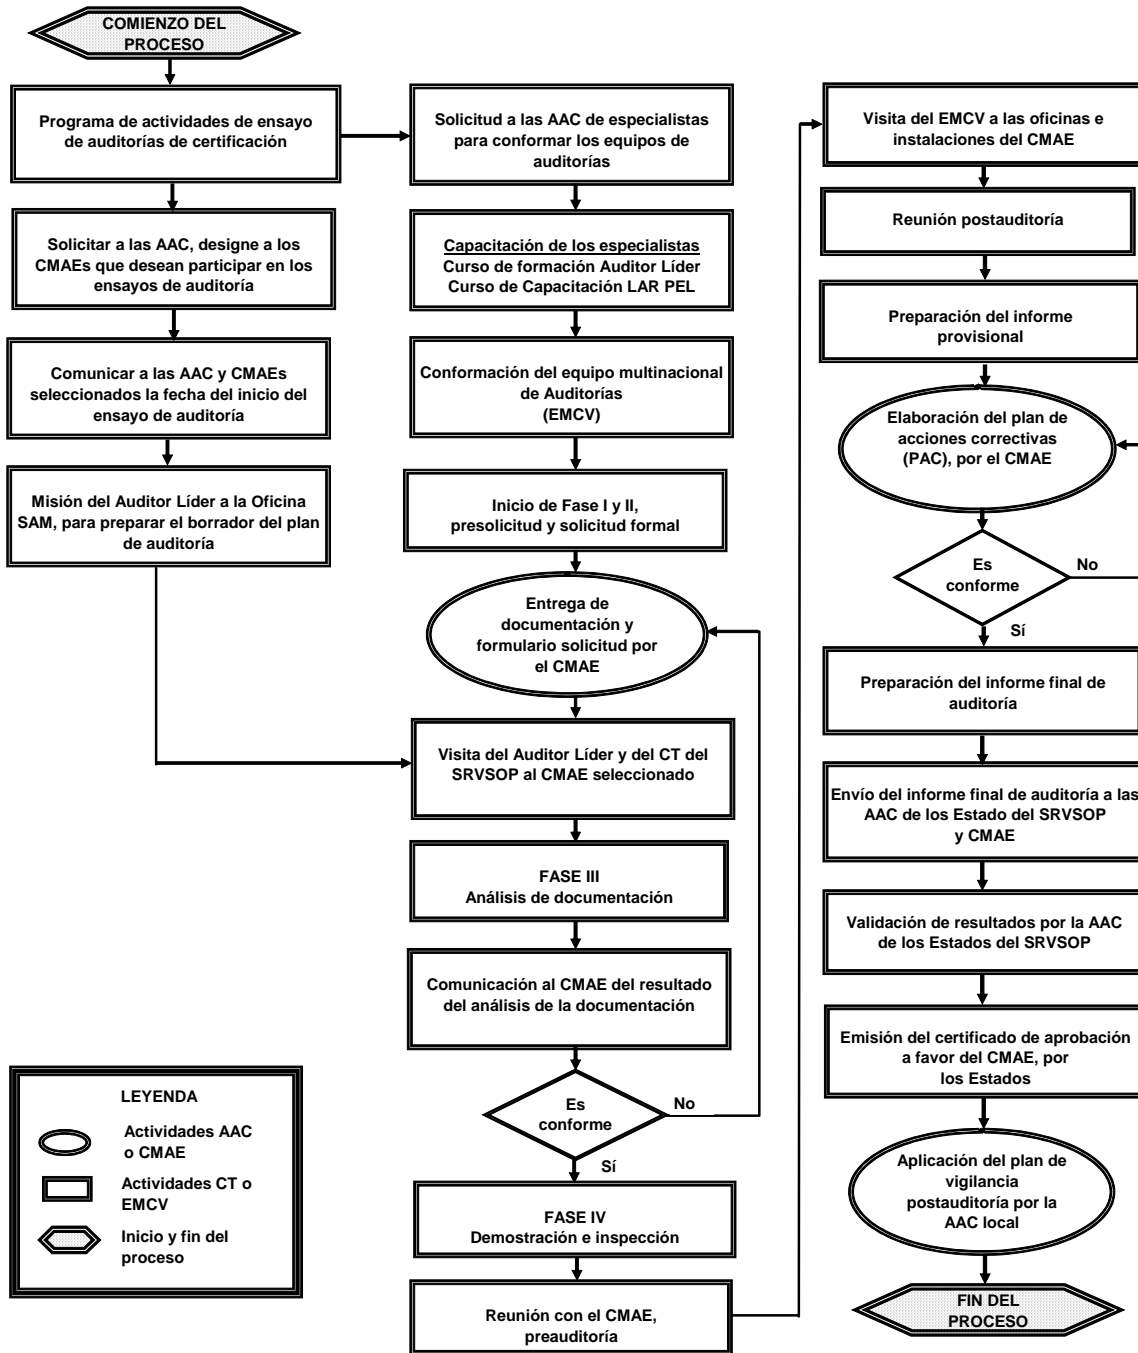 COMIENZO DEL
PROCESO
Programa de actividades de ensayo
de auditorías de certificación
Solicitar a las AAC, designe a los
CMAEs que desean participar en los
ensayos de auditoría
Comunicar a las AAC y CMAEs
seleccionados la fecha del inicio del
ensayo de auditoría
Misión del Auditor Líder a la Oficina
SAM, para preparar el borrador del plan
de auditoría
Solicitud a las AAC de especialistas
para conformar los equipos de
auditorías
Capacitación de los especialistas
Curso de formación Auditor Líder
Curso de Capacitación LAR PEL
Conformación del equipo multinacional
de Auditorías
(EMCV)
Inicio de Fase I y II,
presolicitud y solicitud formal
Entrega de
documentación y
formulario solicitud por
el CMAE
Visita del Auditor Líder y del CT del
SRVSOP al CMAE seleccionado
FASE III
Análisis de documentación
Comunicación al CMAE del resultado
del análisis de la documentación
Es
conforme
No
Sí
FASE IV
Demostración e inspección
Reunión con el CMAE,
preauditoría
Visita del EMCV a las oficinas e
instalaciones del CMAE
Reunión postauditoría
Preparación del informe
provisional
Elaboración del plan de
acciones correctivas
(PAC), por el CMAE
Es
conforme
No
Sí
Preparación del informe final de
auditoría
Envío del informe final de auditoría a las
AAC de los Estado del SRVSOP
y CMAE
Validación de resultados por la AAC
de los Estados del SRVSOP
Emisión del certificado de aprobación
a favor del CMAE, por
los Estados
Aplicación del plan de
vigilancia
postauditoría por la
AAC local
FIN DEL
PROCESO
LEYENDA
Actividades AAC
o CMAE
Actividades CT o
EMCV
Inicio y fin del
proceso